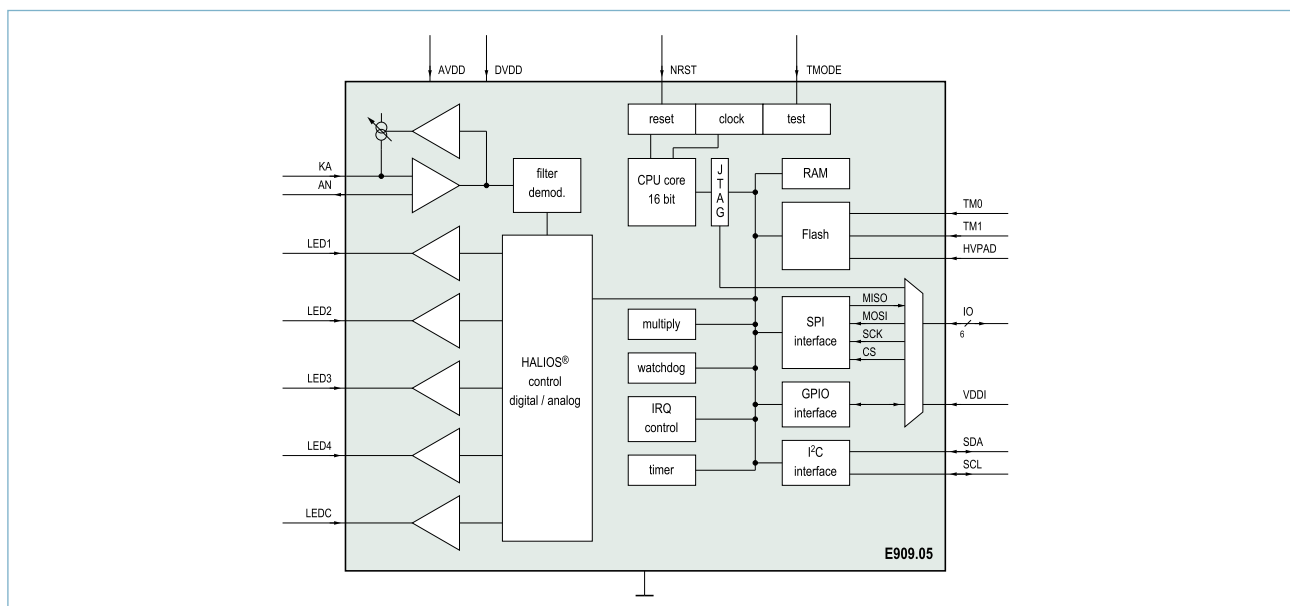 AVDD
DVDD
NRST
TMODE
reset
clock
test
KA
AN
filter
demod.
CPU core
16 bit
J
T
A
G
RAM
Flash
TM0
TM1
HVPAD
LED1
LED2
LED3
LED4
LEDC
HALIOS®
control
digital / analog
multiply
watchdog
IRQ
control
timer
SPI
interface
MISO
MOSI
SCK
CS
IO
6
GPIO
interface
VDDI
I²C
interface
SDA
SCL
E909.05